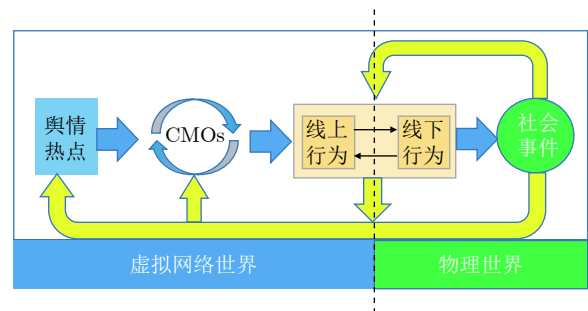 舆情
热点
CMOs
线上
行为
线下
行为
社会
事件
虚拟网络世界
物理世界